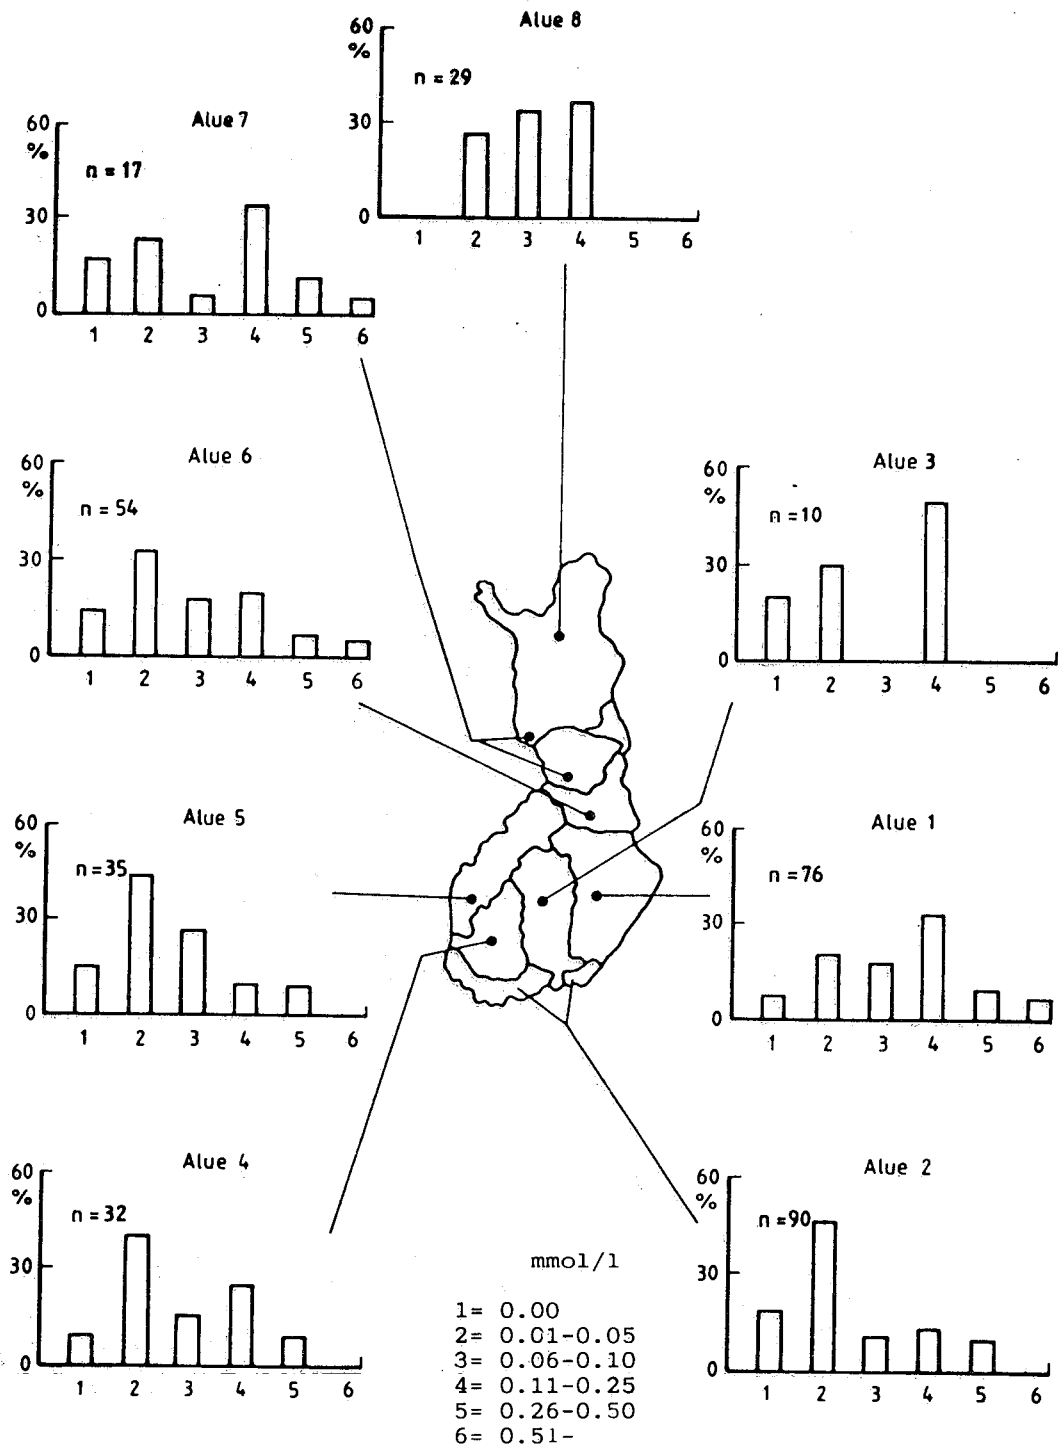 Alue 8
60
%
n = 29
30
0
1 2 3 4 5 6
Alue 7
60
%
n = 17
30
0
1 2 3 4 5 6
Alue 6
60
%
n = 54
30
0
1 2 3 4 5 6
Alue 3
60
%
n =10
30
0
1 2 3 4 5 6
Alue 5
60
%
n =35
30
0
1 2 3 4 5 6
Alue 1
60
%
n =76
30
0
1 2 3 4 5 6
Alue 4
60
%
n =32
30
0
1 2 3 4 5 6
Alue 2
60
%
n =90
30
0
1 2 3 4 5 6
mmol/l
1= 0.00
2= 0.01-0.05
3= 0.06-0.10
4= 0.11-0.25
5= 0.26-0.50
6= 0.51-